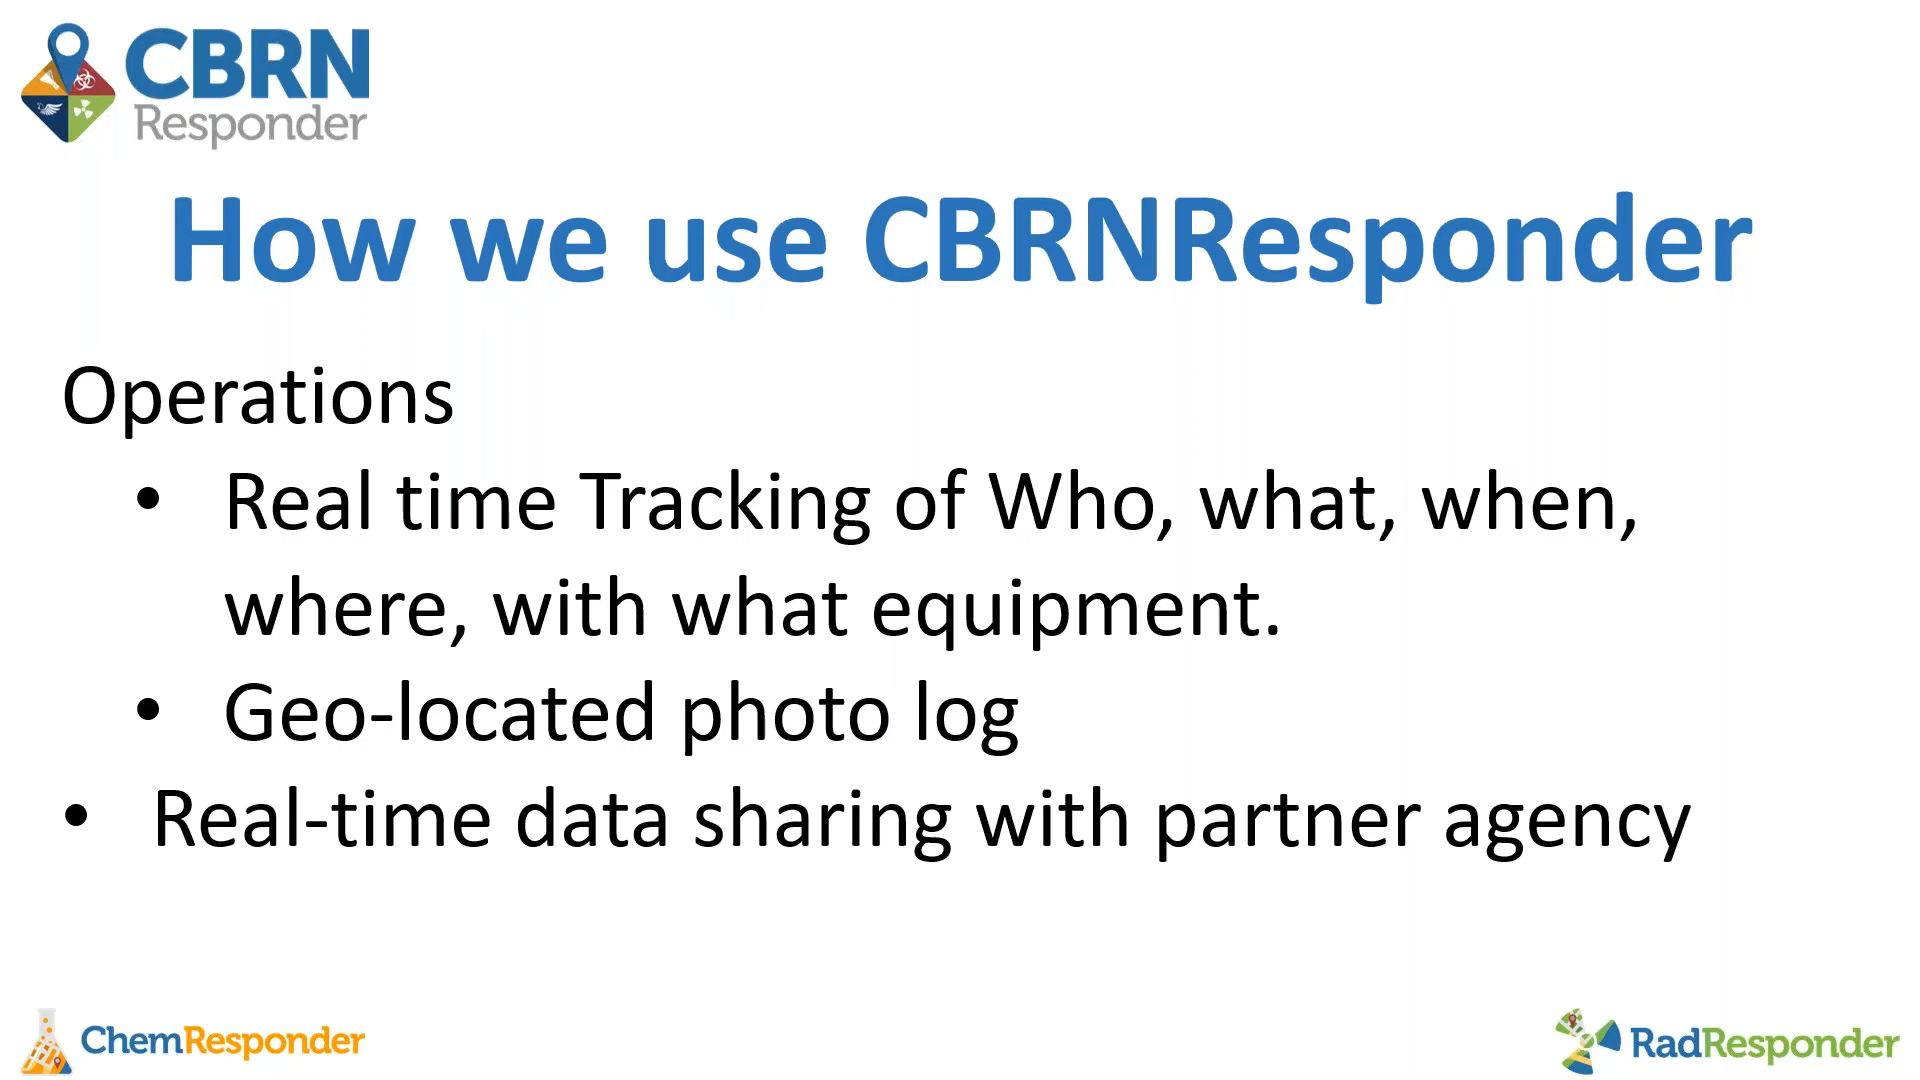 CBRN
Responder
How we use CBRNResponder
Operations
• Real time Tracking of Who, what, when,
where, with what equipment.
• Geo-located photo log
• Real-time data sharing with partner agency
ChemResponder
RadResponder